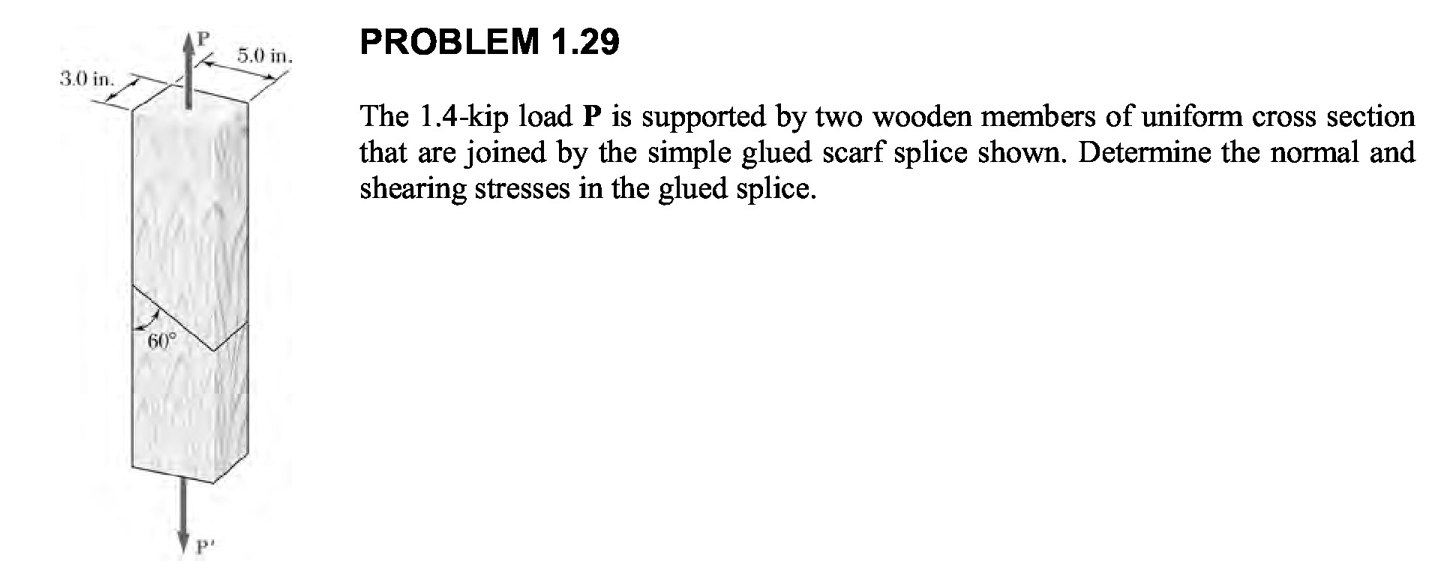 PROBLEM 1.29
P
5.0 in.
3.0 in.
The 1.4-kip load P is supported by two wooden members of uniform cross section
that are joined by the simple glued scarf splice shown. Determine the normal and
shearing stresses in the glued splice.
60°
P'